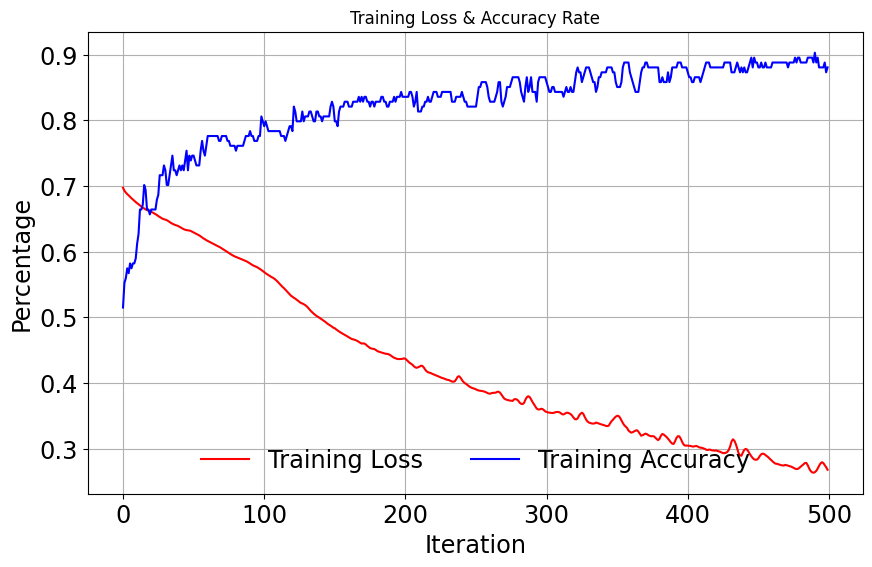 Training Loss & Accuracy Rate
0.9
0.8
0.7
0.6
0.5
0.4
0.3
Percentage
Training Loss Training Accuracy
0 100 200 300 400 500
Iteration